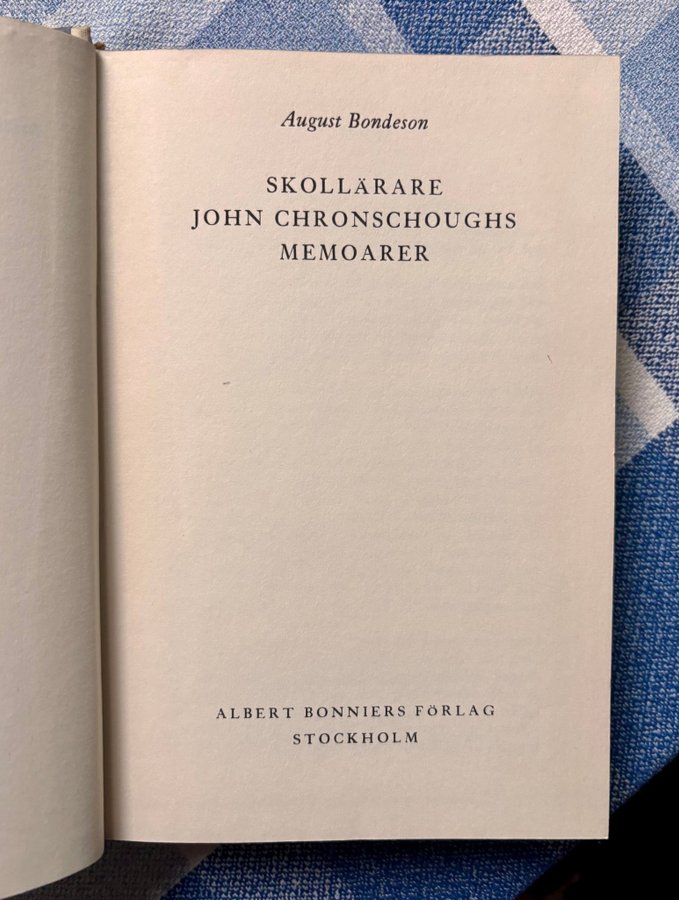 August Bondeson
SKOLLÄRARE
JOHN CHRONSCHOUGHS
MEMOARER
ALBERT BONNIERS FÖRLAG
STOCKHOLM